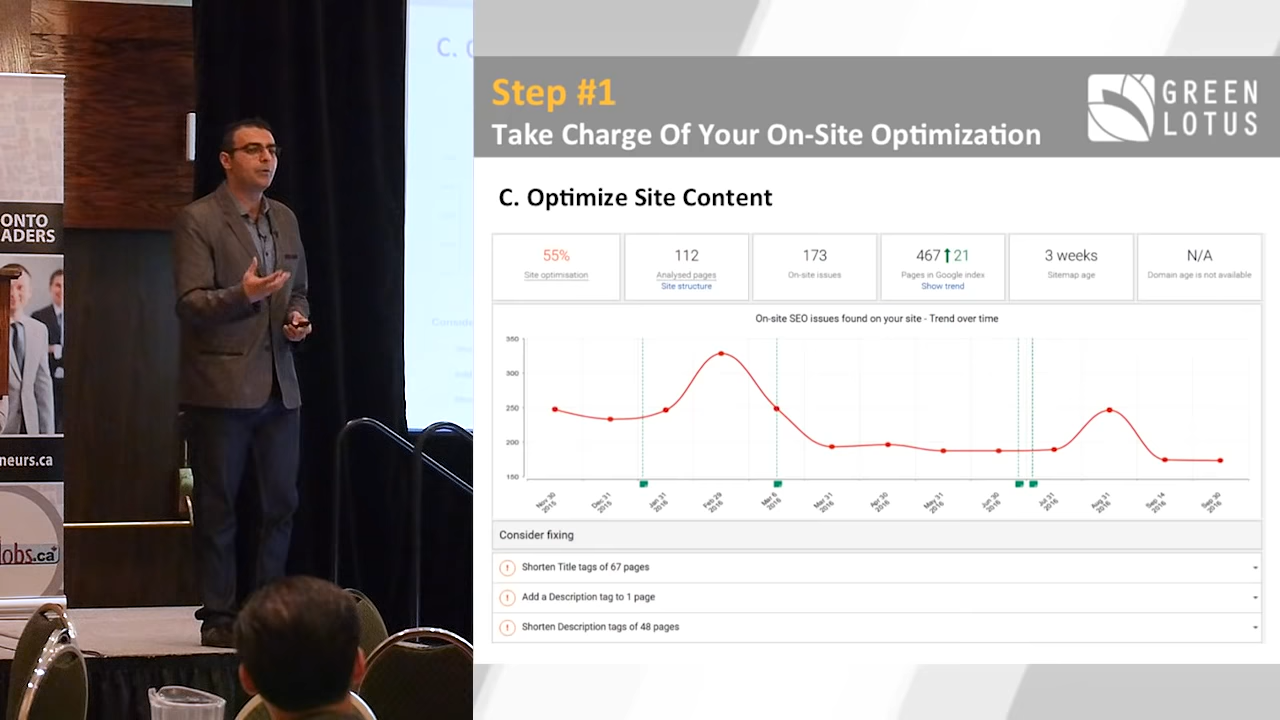 ONTO
ADERS
neurs.ca
Jobs.ca
C.
Step #1
Take Charge Of Your On-Site Optimization
GREEN
LOTUS
C. Optimize Site Content
55%
Site optimisation
112
Analysed pages
Site structure
173
On-site issues
467 21
Pages in Google index
Show trend
3 weeks
Sitemap age
N/A
Domain age is not available
On-site SEO issues found on your site - Trend over time
350
300
250
200
150
Nov 30 2015
Dec 31 2015
Jan 31 2016
Feb 29 2016
Mar 6 2016
Mar 31 2016
Apr 30 2016
May 31 2016
Jun 30 2016
Jul 31 2016
Aug 31 2016
Sep 14 2016
Sep 30 2016
Consider fixing
Shorten Title tags of 67 pages
Add a Description tag to 1 page
Shorten Description tags of 48 pages